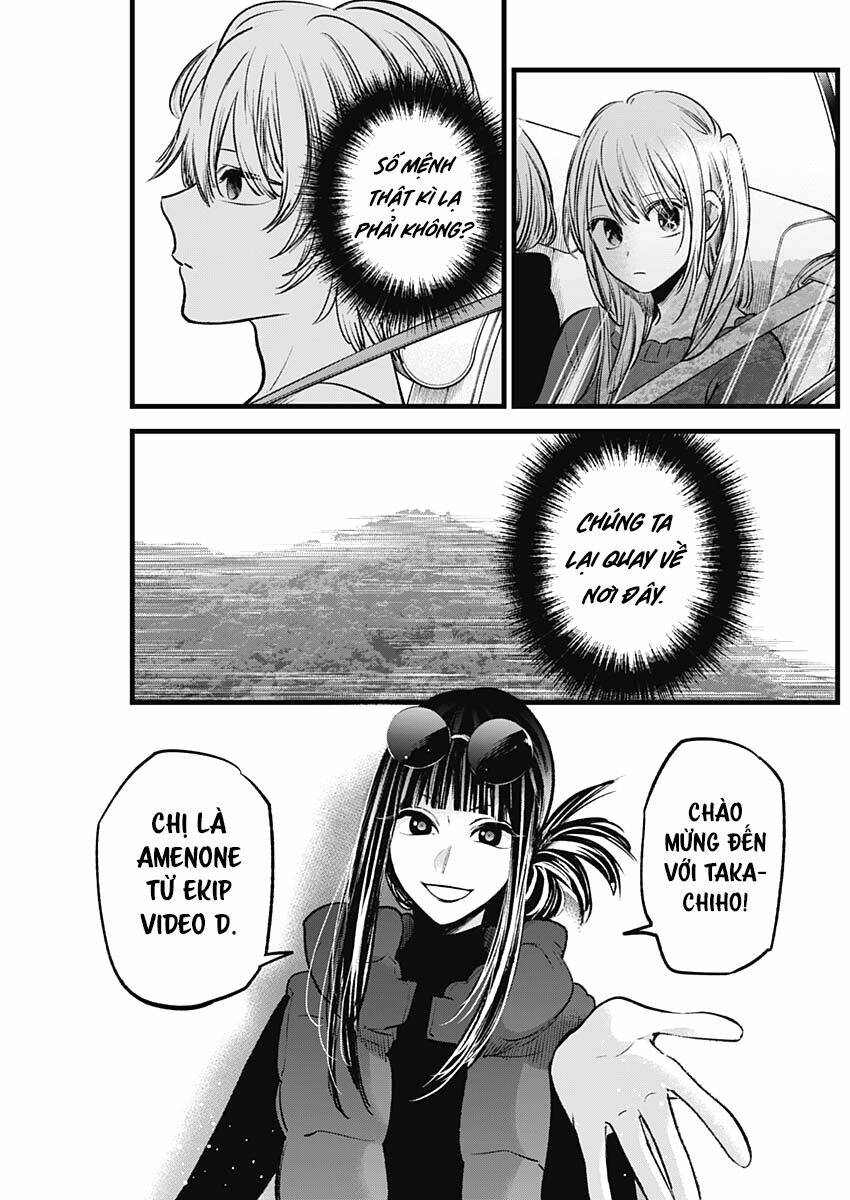 SỐ MỆNH
THẬT KÌ LẠ
PHẢI KHÔNG?
CHÚNG TA
LẠI QUAY VỀ
NƠI ĐÂY.
CHÀO
MỪNG ĐẾN
VỚI TAKA-
CHIHO!
CHỊ LÀ
AMENONE
TỪ EKIP
VIDEO D.